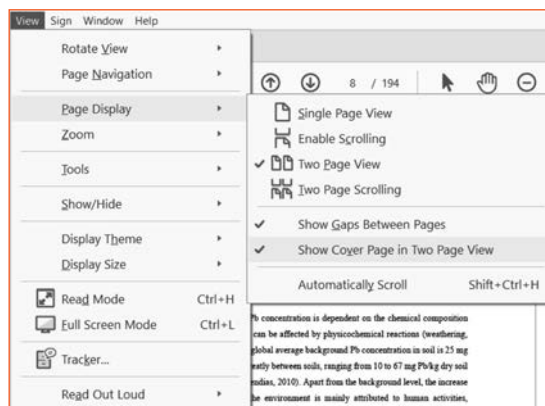 View Sign Window Help
Rotate View
Page Navigation
Page Display
Zoom
Tools
Show/Hide
Display Theme
Display Size
Read Mode Ctrl+H
Full Screen Mode Ctrl+L
Tracker...
Read Out Loud
8 / 194
Single Page View
Enable Scrolling
Two Page View
Two Page Scrolling
Show Gaps Between Pages
Show Cover Page in Two Page View
Automatically Scroll Shift+Ctrl+H
Pb concentration is dependent on the chemical composition
can be affected by physicochemical reactions (weathering,
global average background Pb concentration in soil is 25 mg
eatly between soils, ranging from 10 to 67 mg Pb/kg dry soil
endias, 2010). Apart from the background level, the increase
he environment is mainly attributed to human activities,